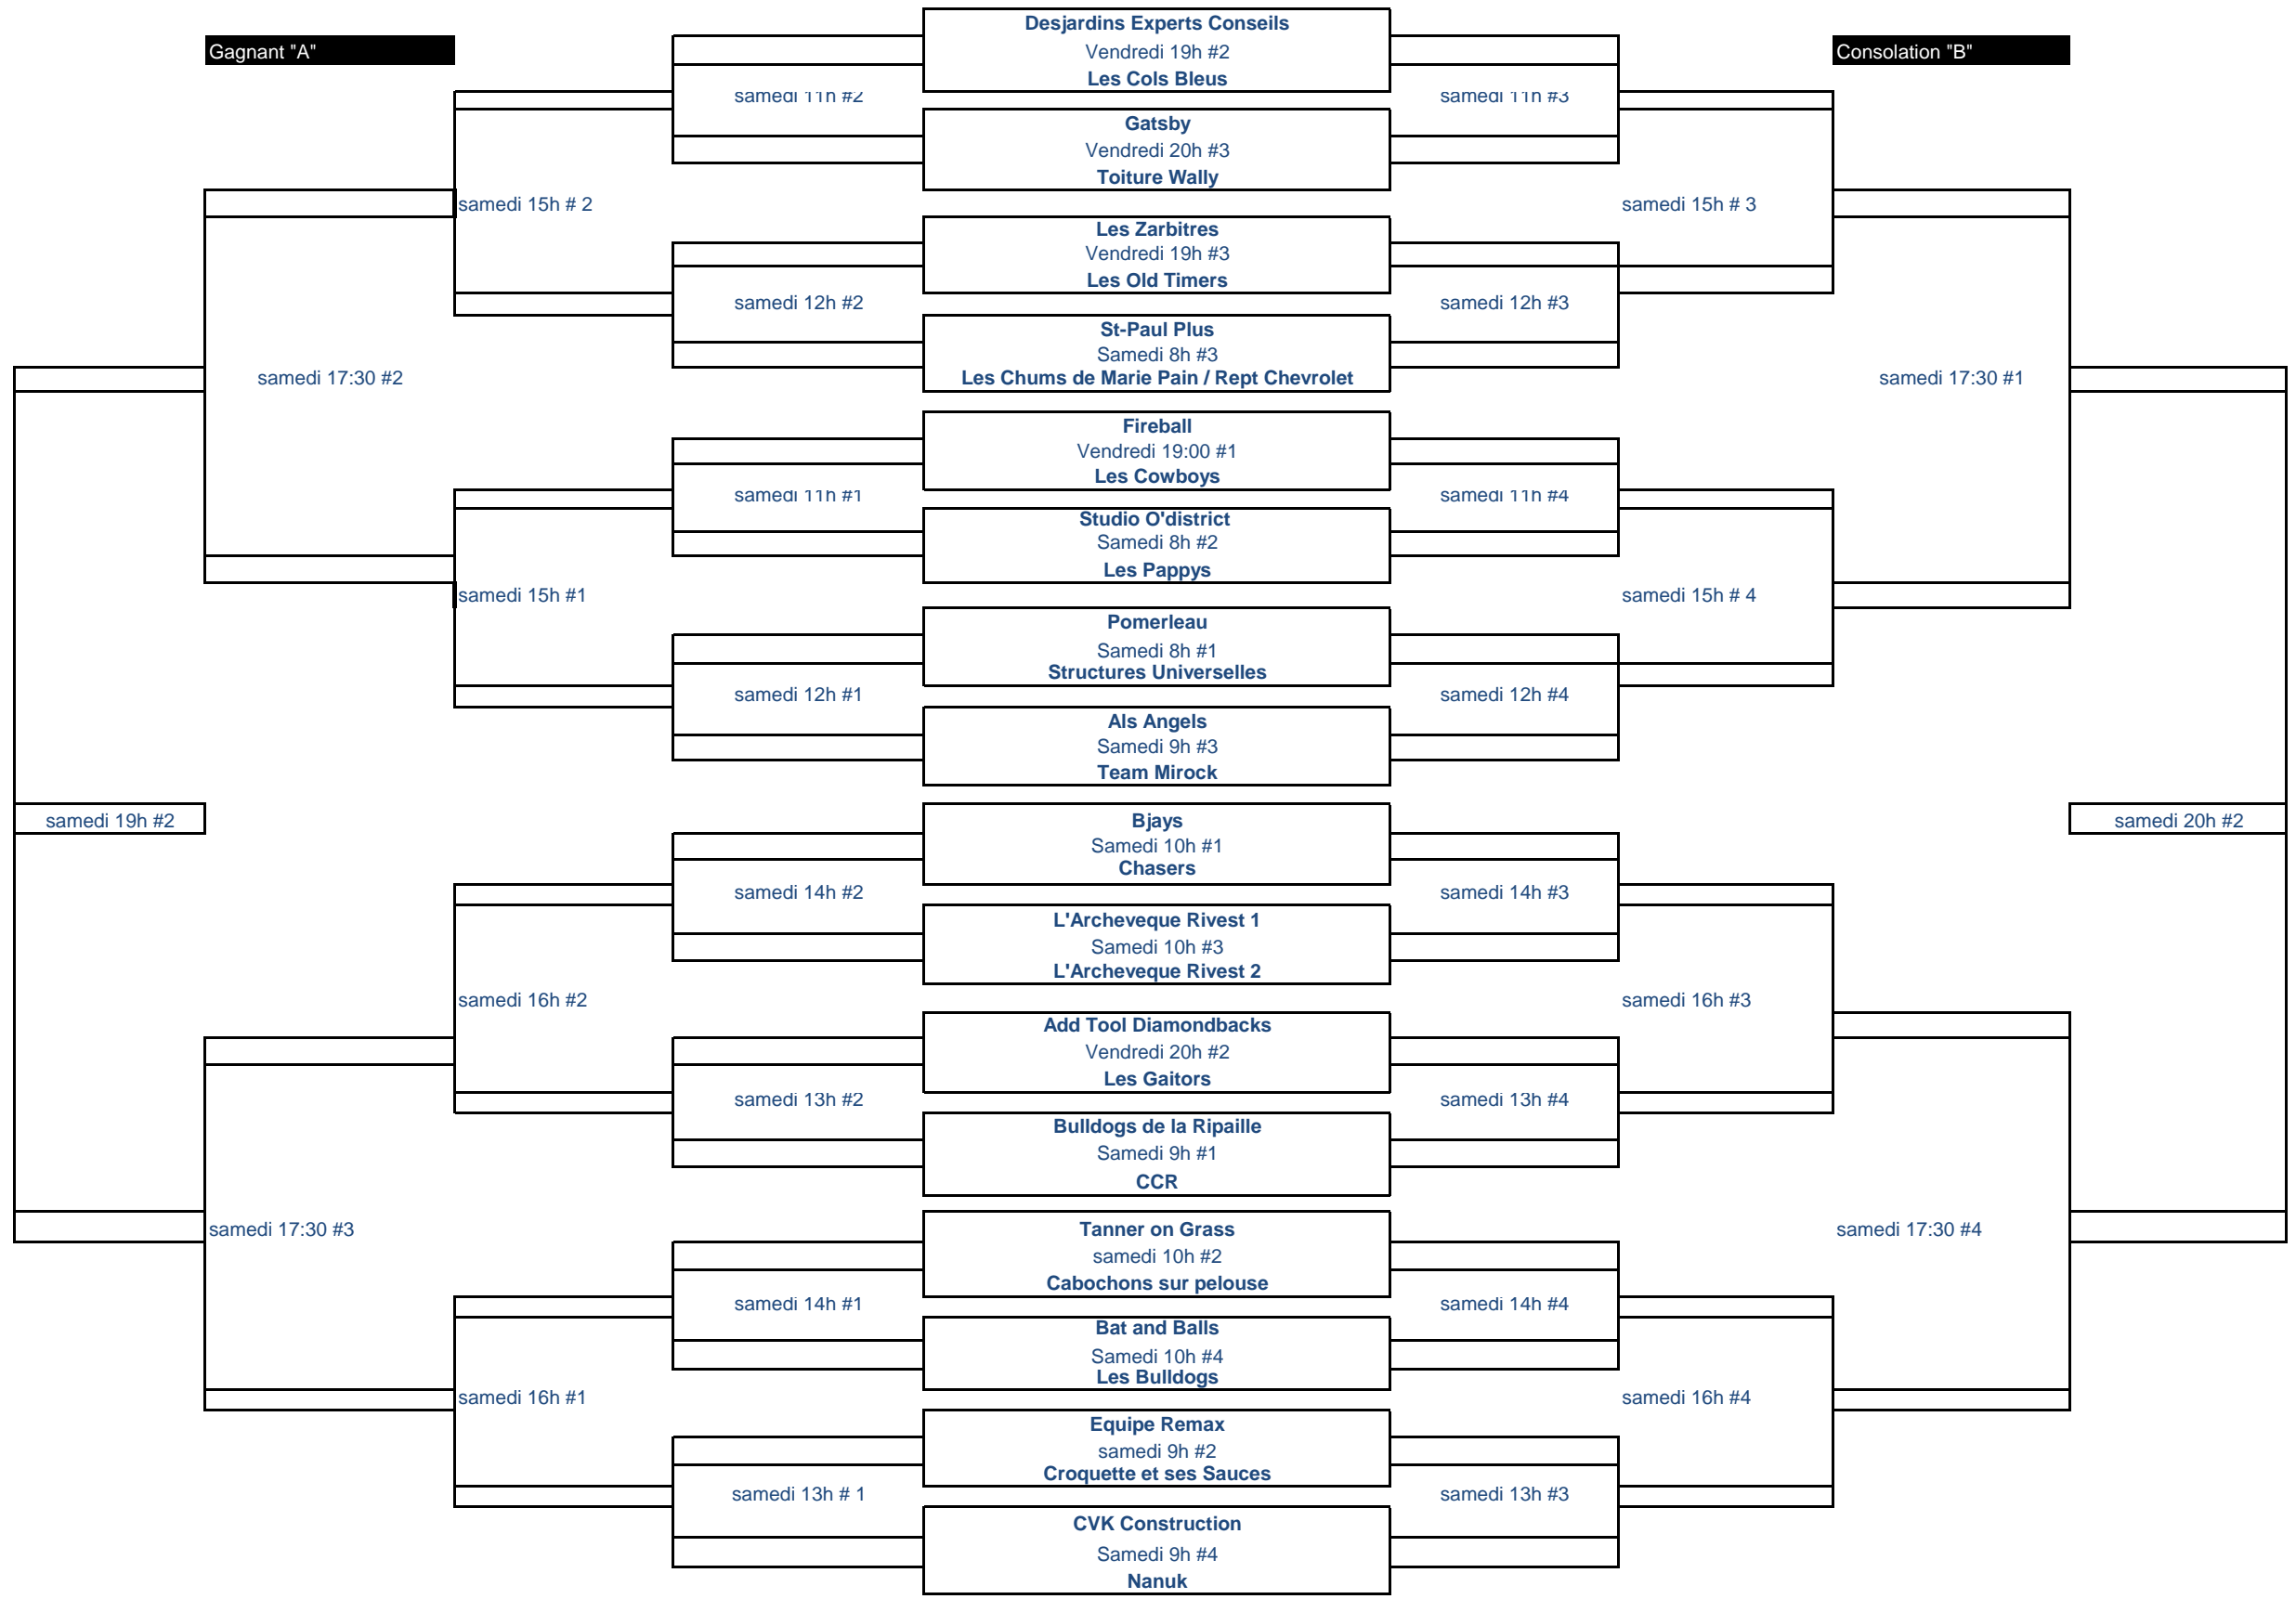 Desjardins Experts Conseils
Gagnant "A"
Vendredi 19h #2
Consolation "B"
Les Cols Bleus
samedi 11h #2
samedi 11h #3
Gatsby
Vendredi 20h #3
Toiture Wally
samedi 15h # 2
samedi 15h # 3
Les Zarbitres
Vendredi 19h #3
Les Old Timers
samedi 12h #2
samedi 12h #3
St-Paul Plus
Samedi 8h #3
samedi 17:30 #2
Les Chums de Marie Pain / Rept Chevrolet
samedi 17:30 #1
Fireball
Vendredi 19:00 #1
Les Cowboys
samedi 11h #1
samedi 11h #4
Studio O'district
Samedi 8h #2
Les Pappys
samedi 15h #1
samedi 15h # 4
Pomerleau
Samedi 8h #1
Structures Universelles
samedi 12h #1
samedi 12h #4
Als Angels
Samedi 9h #3
Team Mirock
samedi 19h #2
Bjays
samedi 20h #2
Samedi 10h #1
Chasers
samedi 14h #2
samedi 14h #3
L'Archeveque Rivest 1
Samedi 10h #3
L'Archeveque Rivest 2
samedi 16h #2
samedi 16h #3
Add Tool Diamondbacks
Vendredi 20h #2
Les Gaitors
samedi 13h #2
samedi 13h #4
Bulldogs de la Ripaille
Samedi 9h #1
CCR
samedi 17:30 #3
Tanner on Grass
samedi 17:30 #4
samedi 10h #2
Cabochons sur pelouse
samedi 14h #1
samedi 14h #4
Bat and Balls
Samedi 10h #4
Les Bulldogs
samedi 16h #1
samedi 16h #4
Equipe Remax
samedi 9h #2
Croquette et ses Sauces
samedi 13h # 1
samedi 13h #3
CVK Construction
Samedi 9h #4
Nanuk